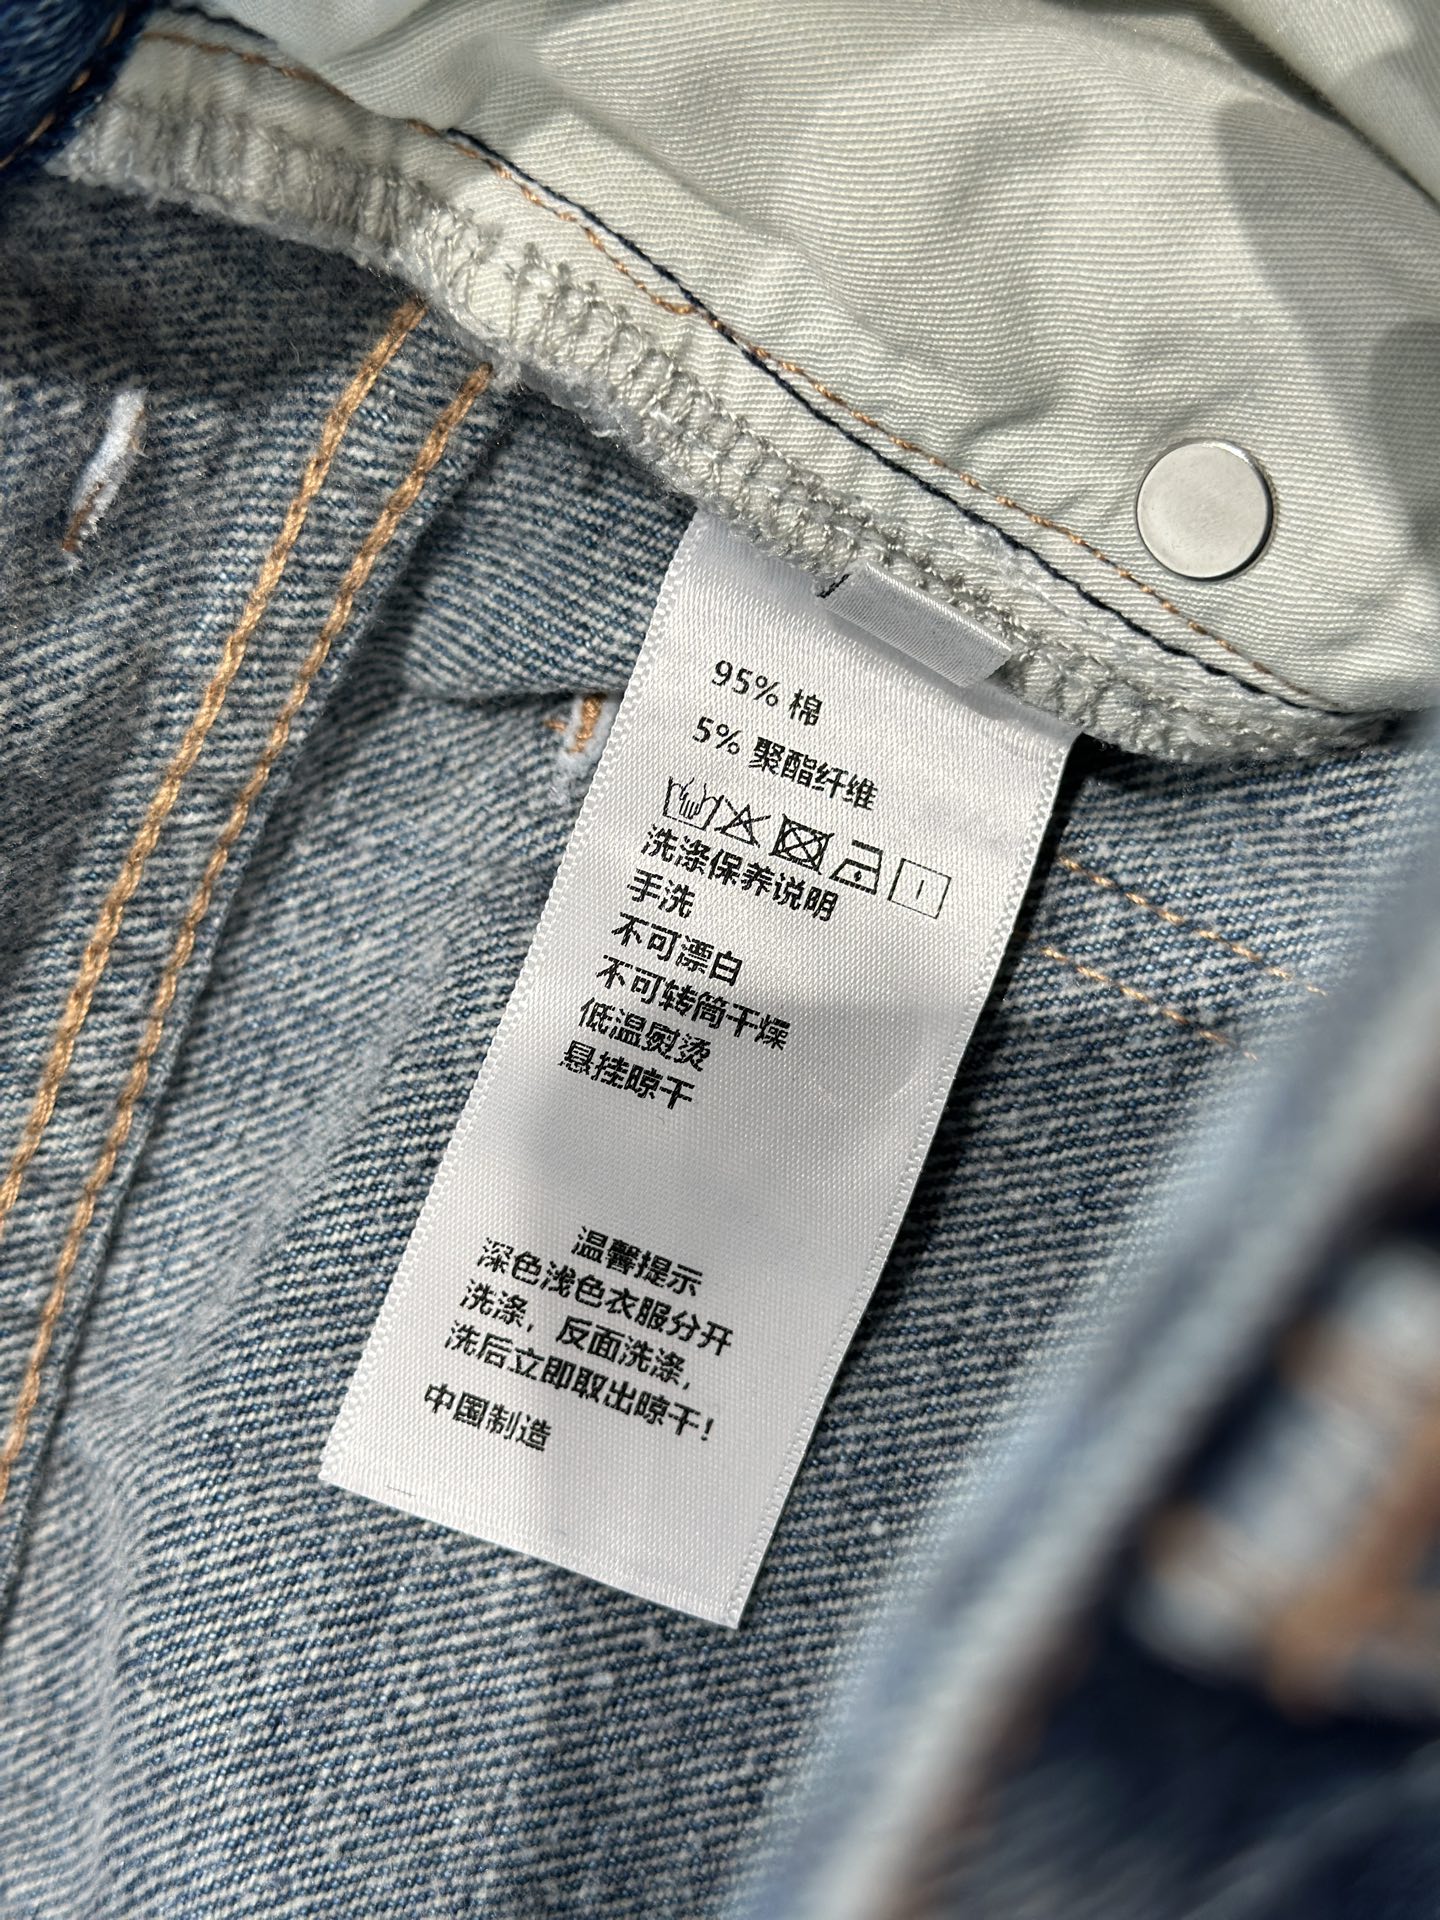 95% 棉
5% 聚酯纤维
洗涤保养说明
手洗
不可漂白
不可转筒干燥
低温熨烫
悬挂晾干
温馨提示
深色浅色衣服分开
洗涤，反面洗涤，
洗后立即取出晾干！
中国制造